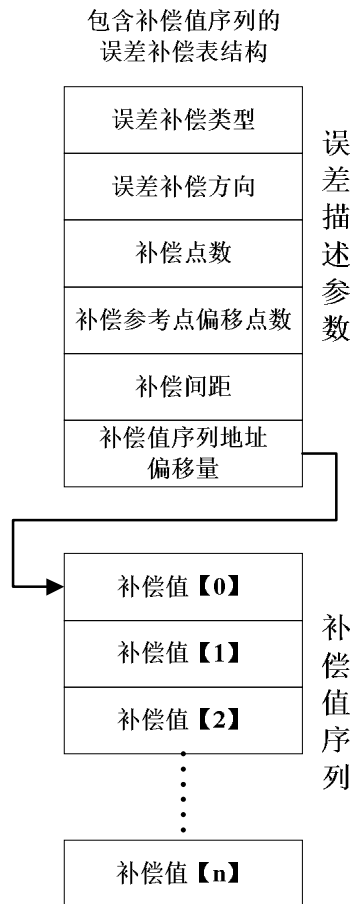 包含补偿值序列的
误差补偿表结构
误差补偿类型
误差补偿方向
补偿点数
补偿参考点偏移点数
补偿间距
补偿值序列地址
偏移量
误差描述参数
补偿值【0】
补偿值【1】
补偿值【2】
补偿值【n】
补偿值序列